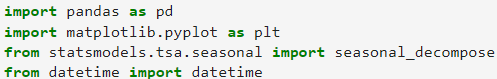 import pandas as pd
import matplotlib.pyplot as plt
from statsmodels.tsa.seasonal import seasonal_decompose
from datetime import datetime